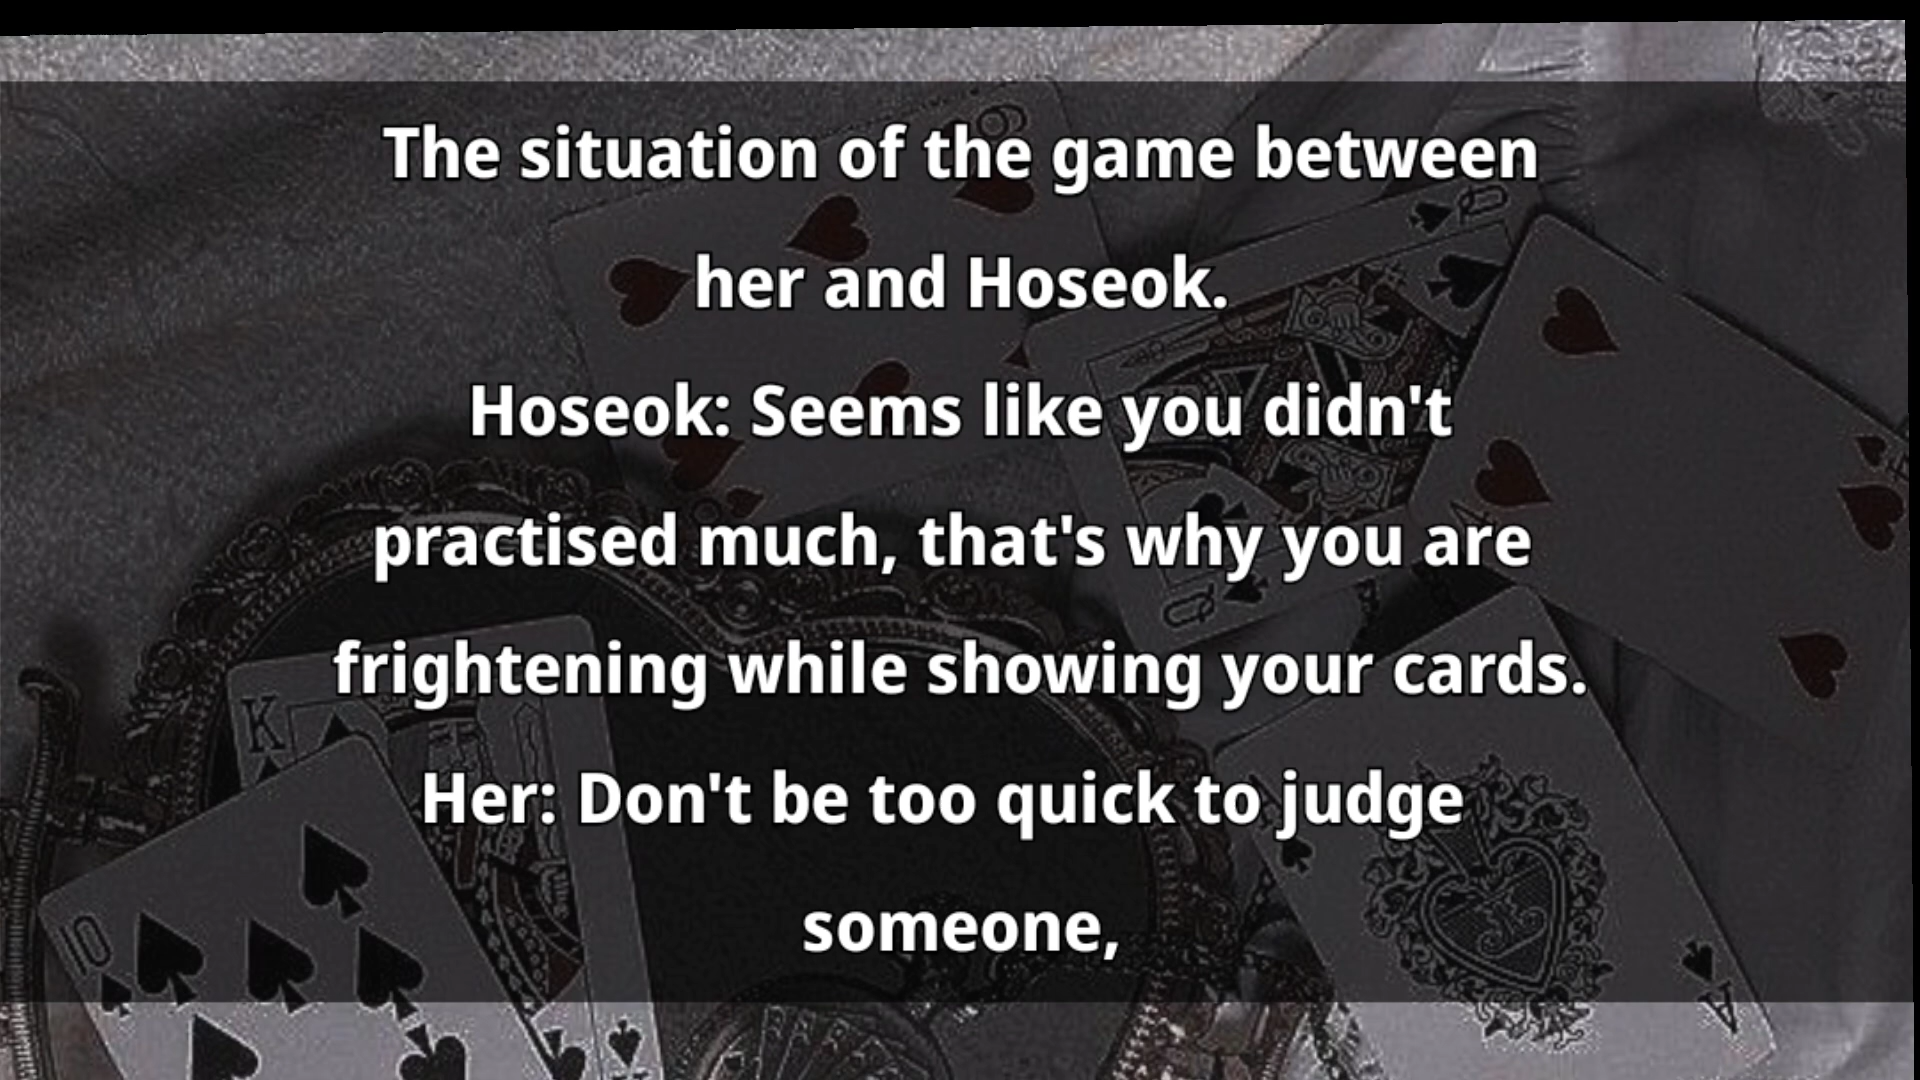 The situation of the game between
her and Hoseok.
Hoseok: Seems like you didn't
practised much, that's why you are
frightening while showing your cards.
Her: Don't be too quick to judge
someone,
K
10
Q
Q
A